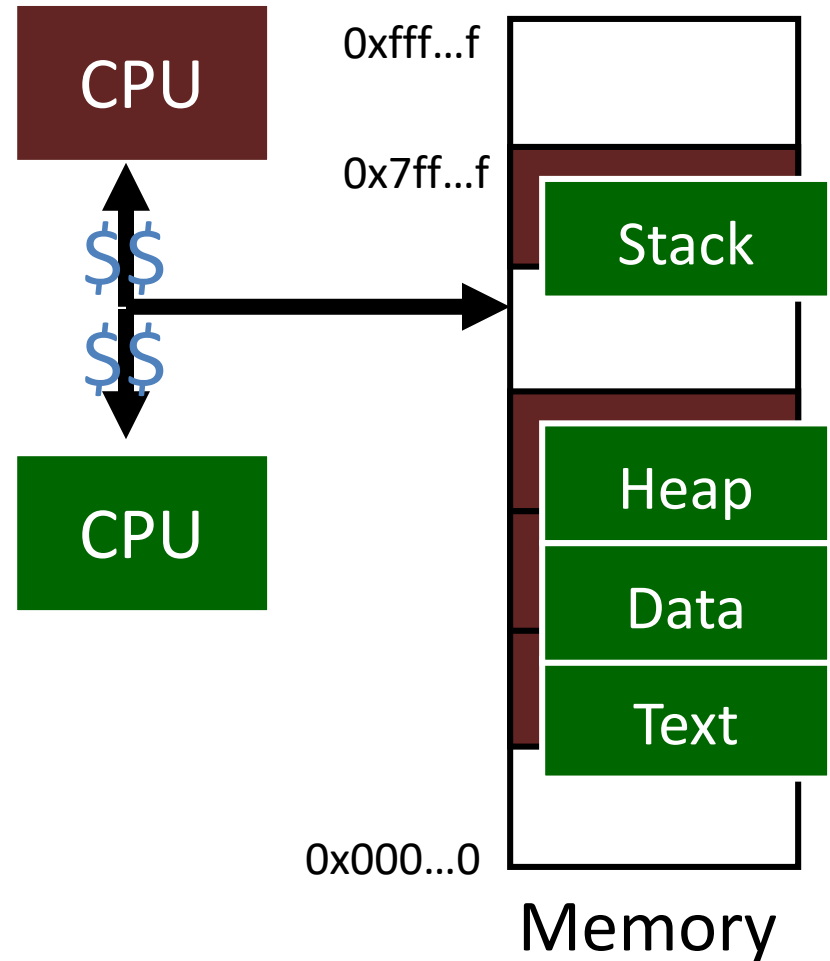 CPU
$$
$$
CPU
0xfff...f
0x7ff...f
Stack
Heap
Data
Text
0x000...0
Memory